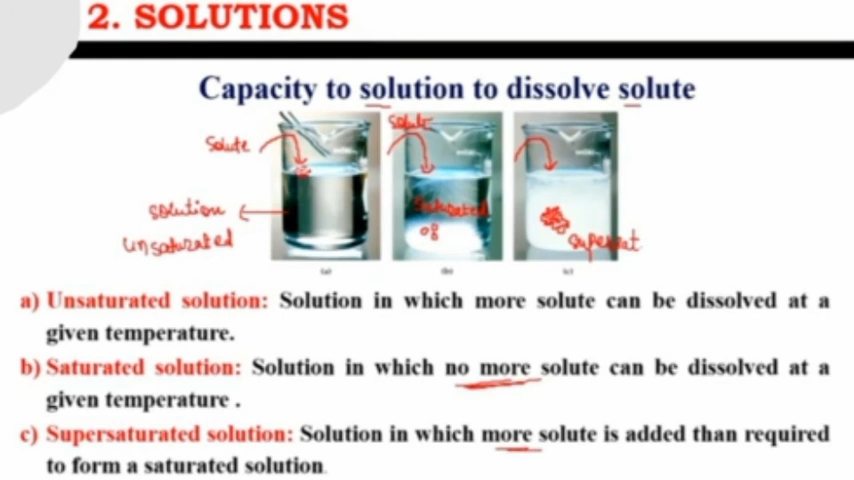 2. SOLUTIONS
Capacity to solution to dissolve solute
solute
solute
solution
saturated
unsaturated
supersat
(a) (b) (c)
a) Unsaturated solution: Solution in which more solute can be dissolved at a
given temperature.
b) Saturated solution: Solution in which no more solute can be dissolved at a
given temperature .
c) Supersaturated solution: Solution in which more solute is added than required
to form a saturated solution.